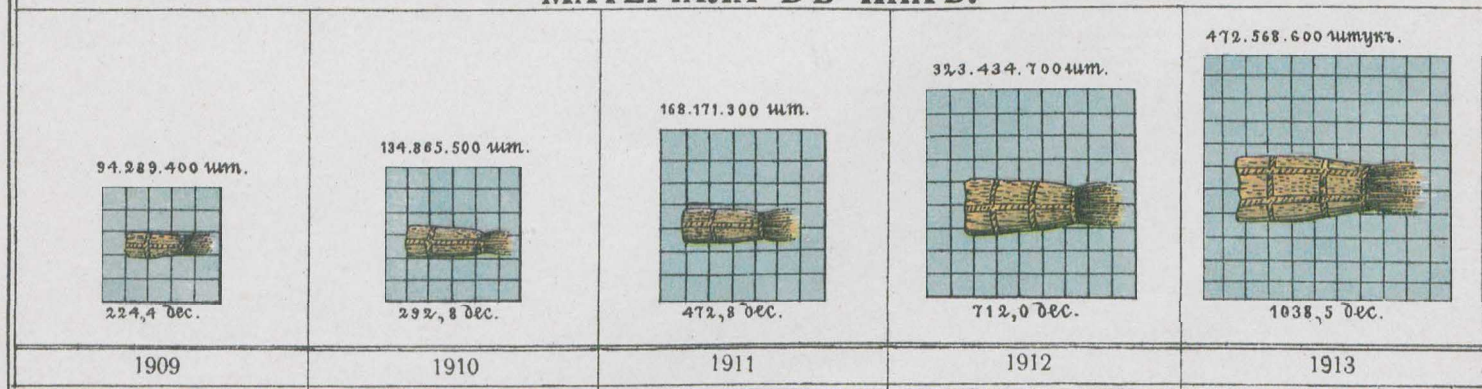 472.568.600 штукъ.
323.434.700 шт.
168.171.300 шт.
134.865.500 шт.
94.289.400 шт.
224,4 дес.
292,8 дес.
472,8 дес.
712,0 дес.
1038,5 дес.
1909
1910
1911
1912
1913